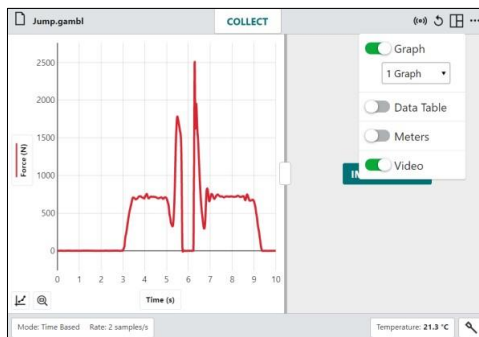 Jump.gambl
COLLECT
Graph
1 Graph
Data Table
Meters
Video
2500
2000
1500
1000
500
0
Force (N)
0 1 2 3 4 5 6 7 8 9 10
Time (s)
Mode: Time Based Rate: 2 samples/s
Temperature: 21.3 °C